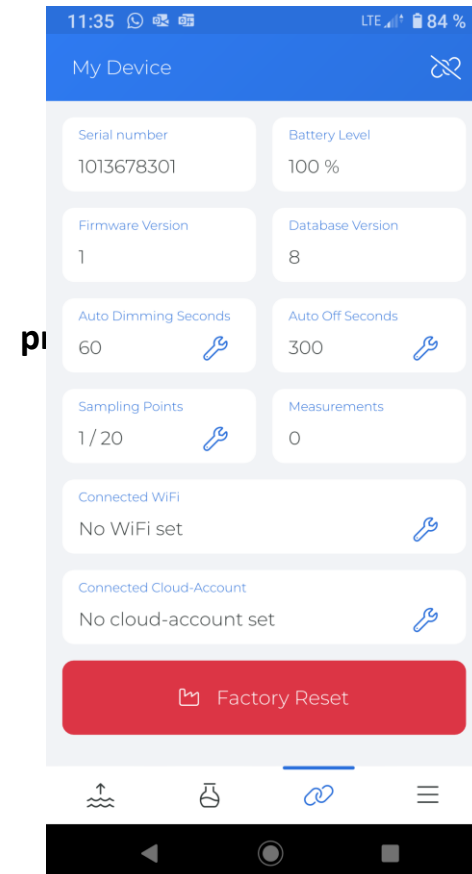 11:35 LTE 84 %
My Device
Serial number Battery Level
1013678301 100 %
Firmware Version Database Version
1 8
Auto Dimming Seconds Auto Off Seconds
pr
60 300
Sampling Points Measurements
1 / 20 0
Connected WiFi
No WiFi set
Connected Cloud-Account
No cloud-account set
Factory Reset